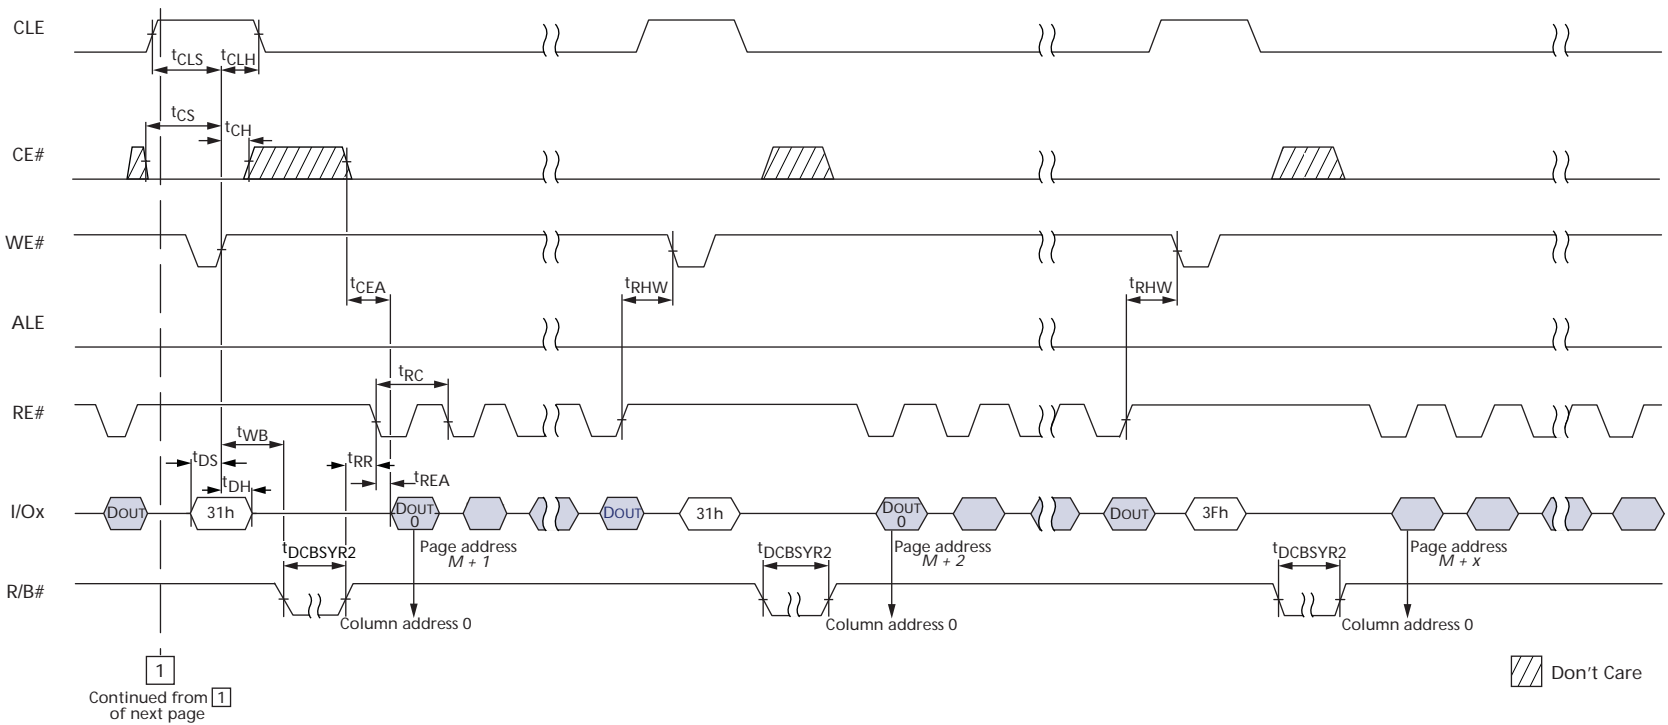 CLE
tCLS tCLH
tCS
tCH
CE#
WE#
tCEA
tRHW
tRHW
ALE
tRC
RE#
tWB
tDS
tRR
tREA
tDH
I/Ox
DOUT
31h
DOUT
0
DOUT
31h
DOUT
0
DOUT
3Fh
tDCBSYR2
Page address
M + 1
tDCBSYR2
Page address
M + 2
tDCBSYR2
Page address
M + x
R/B#
Column address 0
Column address 0
Column address 0
1
Continued from 1
of next page
Don't Care